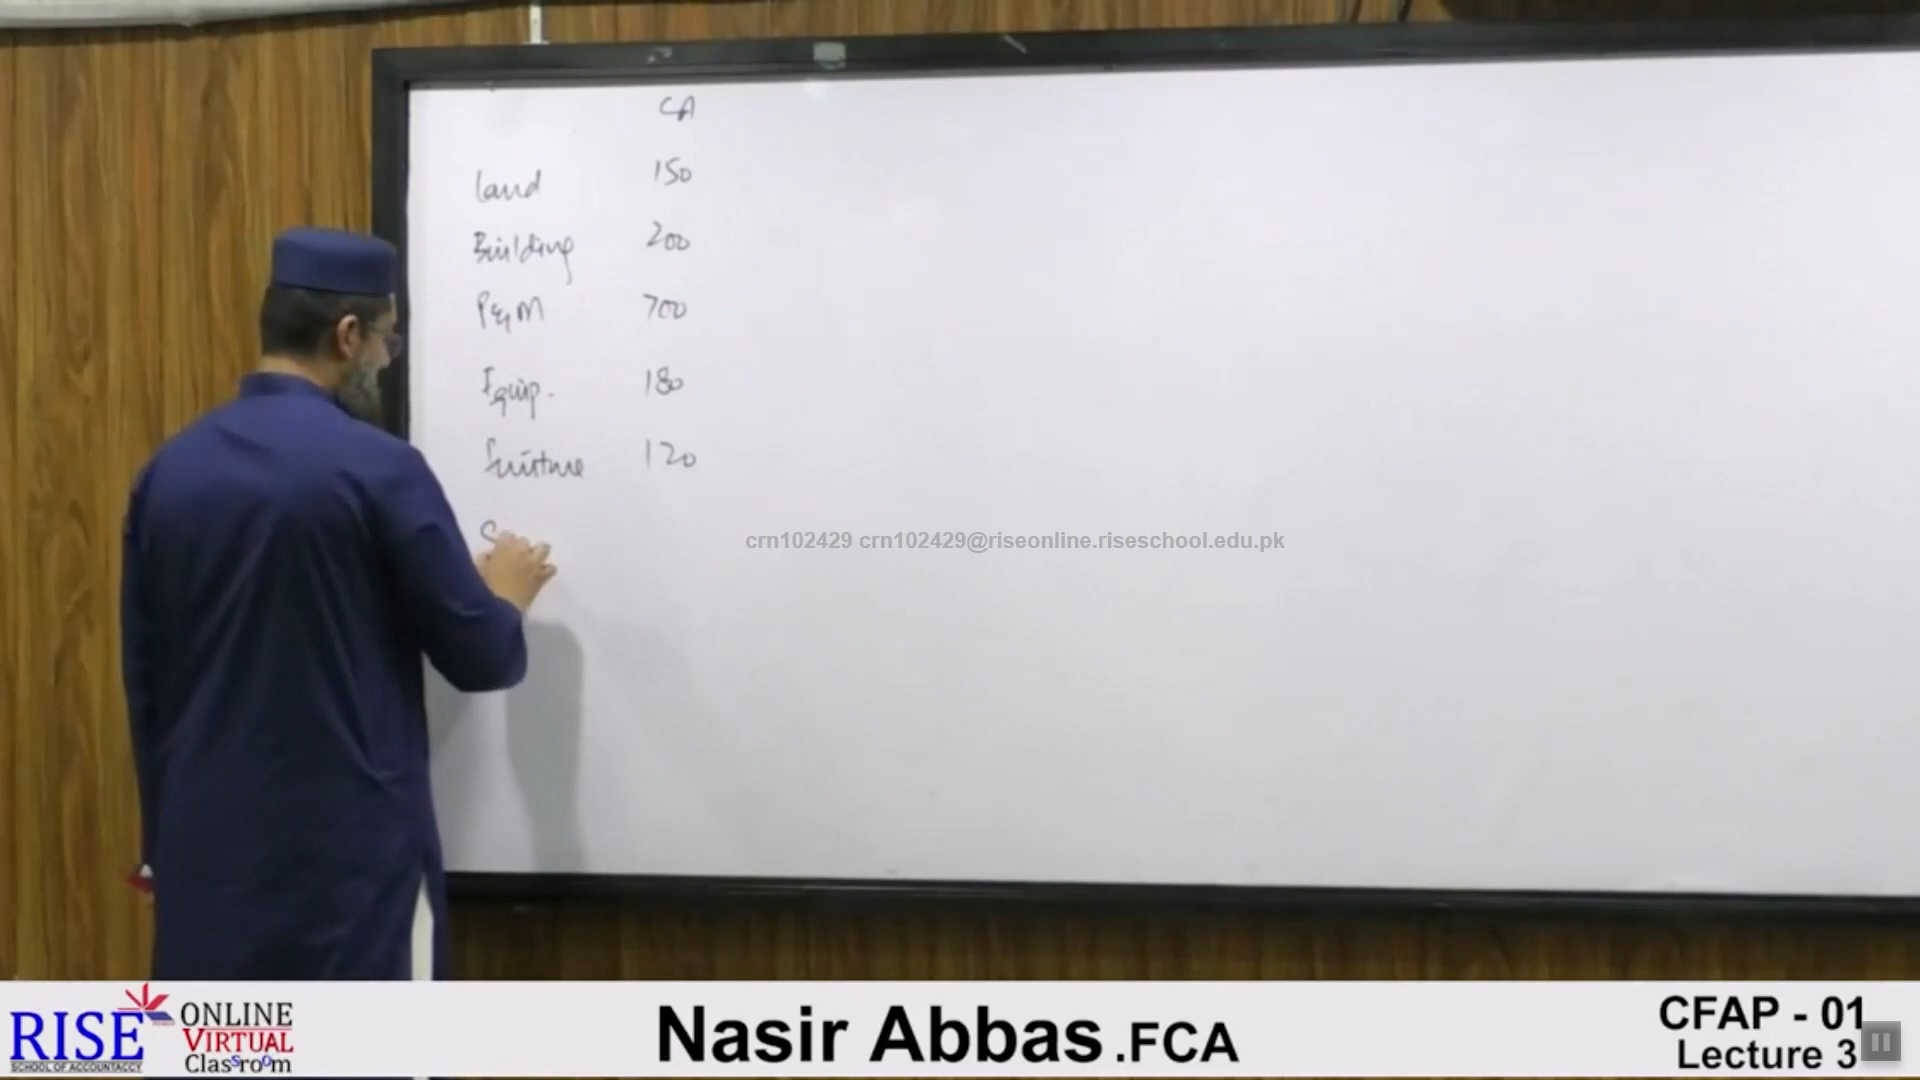 CA
Land 150
Building 200
P&M 700
Equip. 180
Furniture 120
S
crn102429 crn102429@riseonline.riseschool.edu.pk
RISE ONLINE VIRTUAL Classroom
SCHOOL OF ACCOUNTACY
Nasir Abbas .FCA
CFAP - 01
Lecture 3